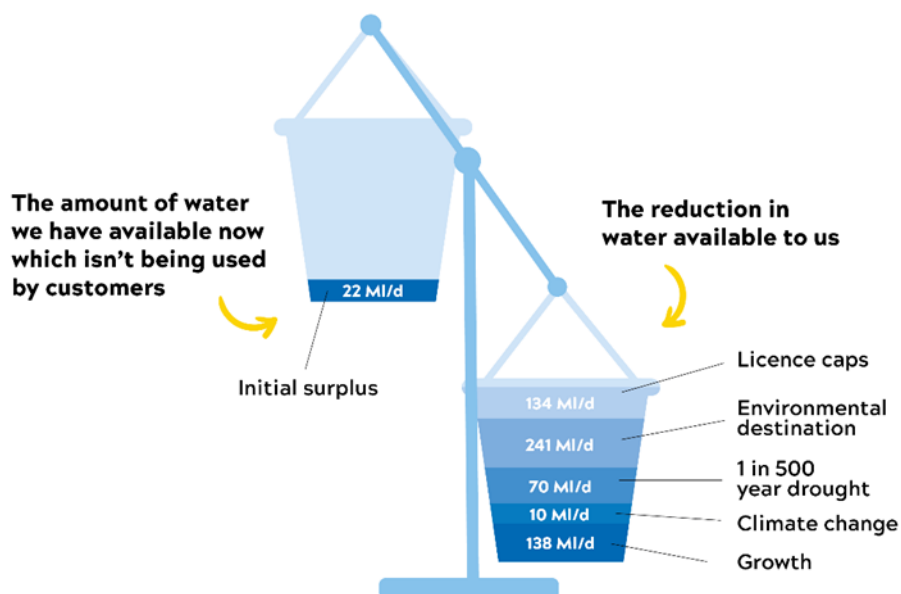 The amount of water
we have available now
which isn't being used
by customers
22 Ml/d
Initial surplus
The reduction in
water available to us
134 Ml/d
Licence caps
241 Ml/d
Environmental
destination
70 Ml/d
1 in 500
year drought
10 Ml/d
Climate change
138 Ml/d
Growth